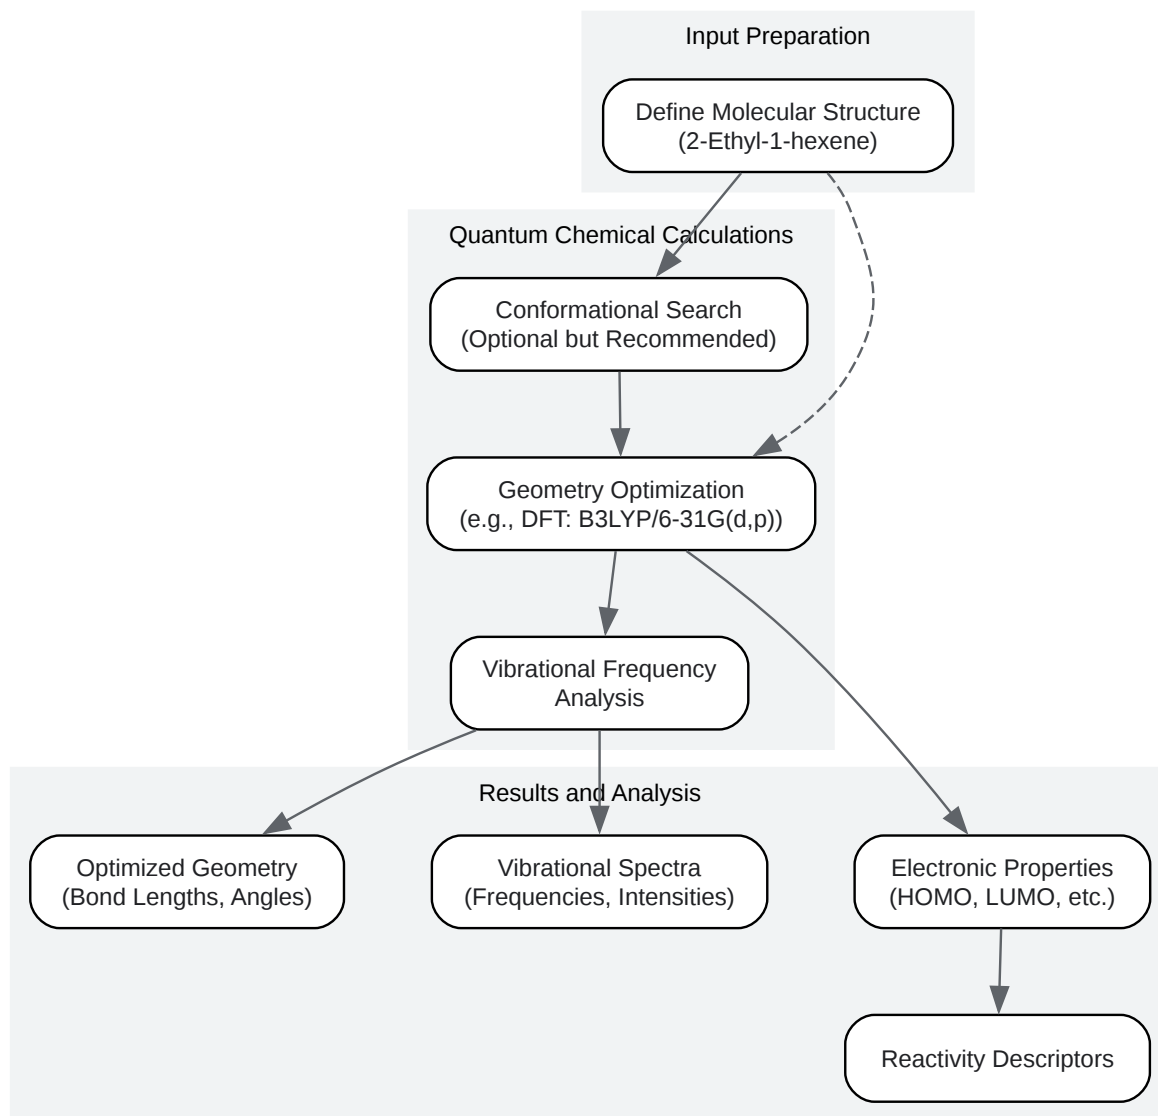 Input Preparation
Define Molecular Structure
(2-Ethyl-1-hexene)
Quantum Chemical Calculations
Conformational Search
(Optional but Recommended)
Geometry Optimization
(e.g., DFT: B3LYP/6-31G(d,p))
Vibrational Frequency
Analysis
Results and Analysis
Optimized Geometry
(Bond Lengths, Angles)
Vibrational Spectra
(Frequencies, Intensities)
Electronic Properties
(HOMO, LUMO, etc.)
Reactivity Descriptors